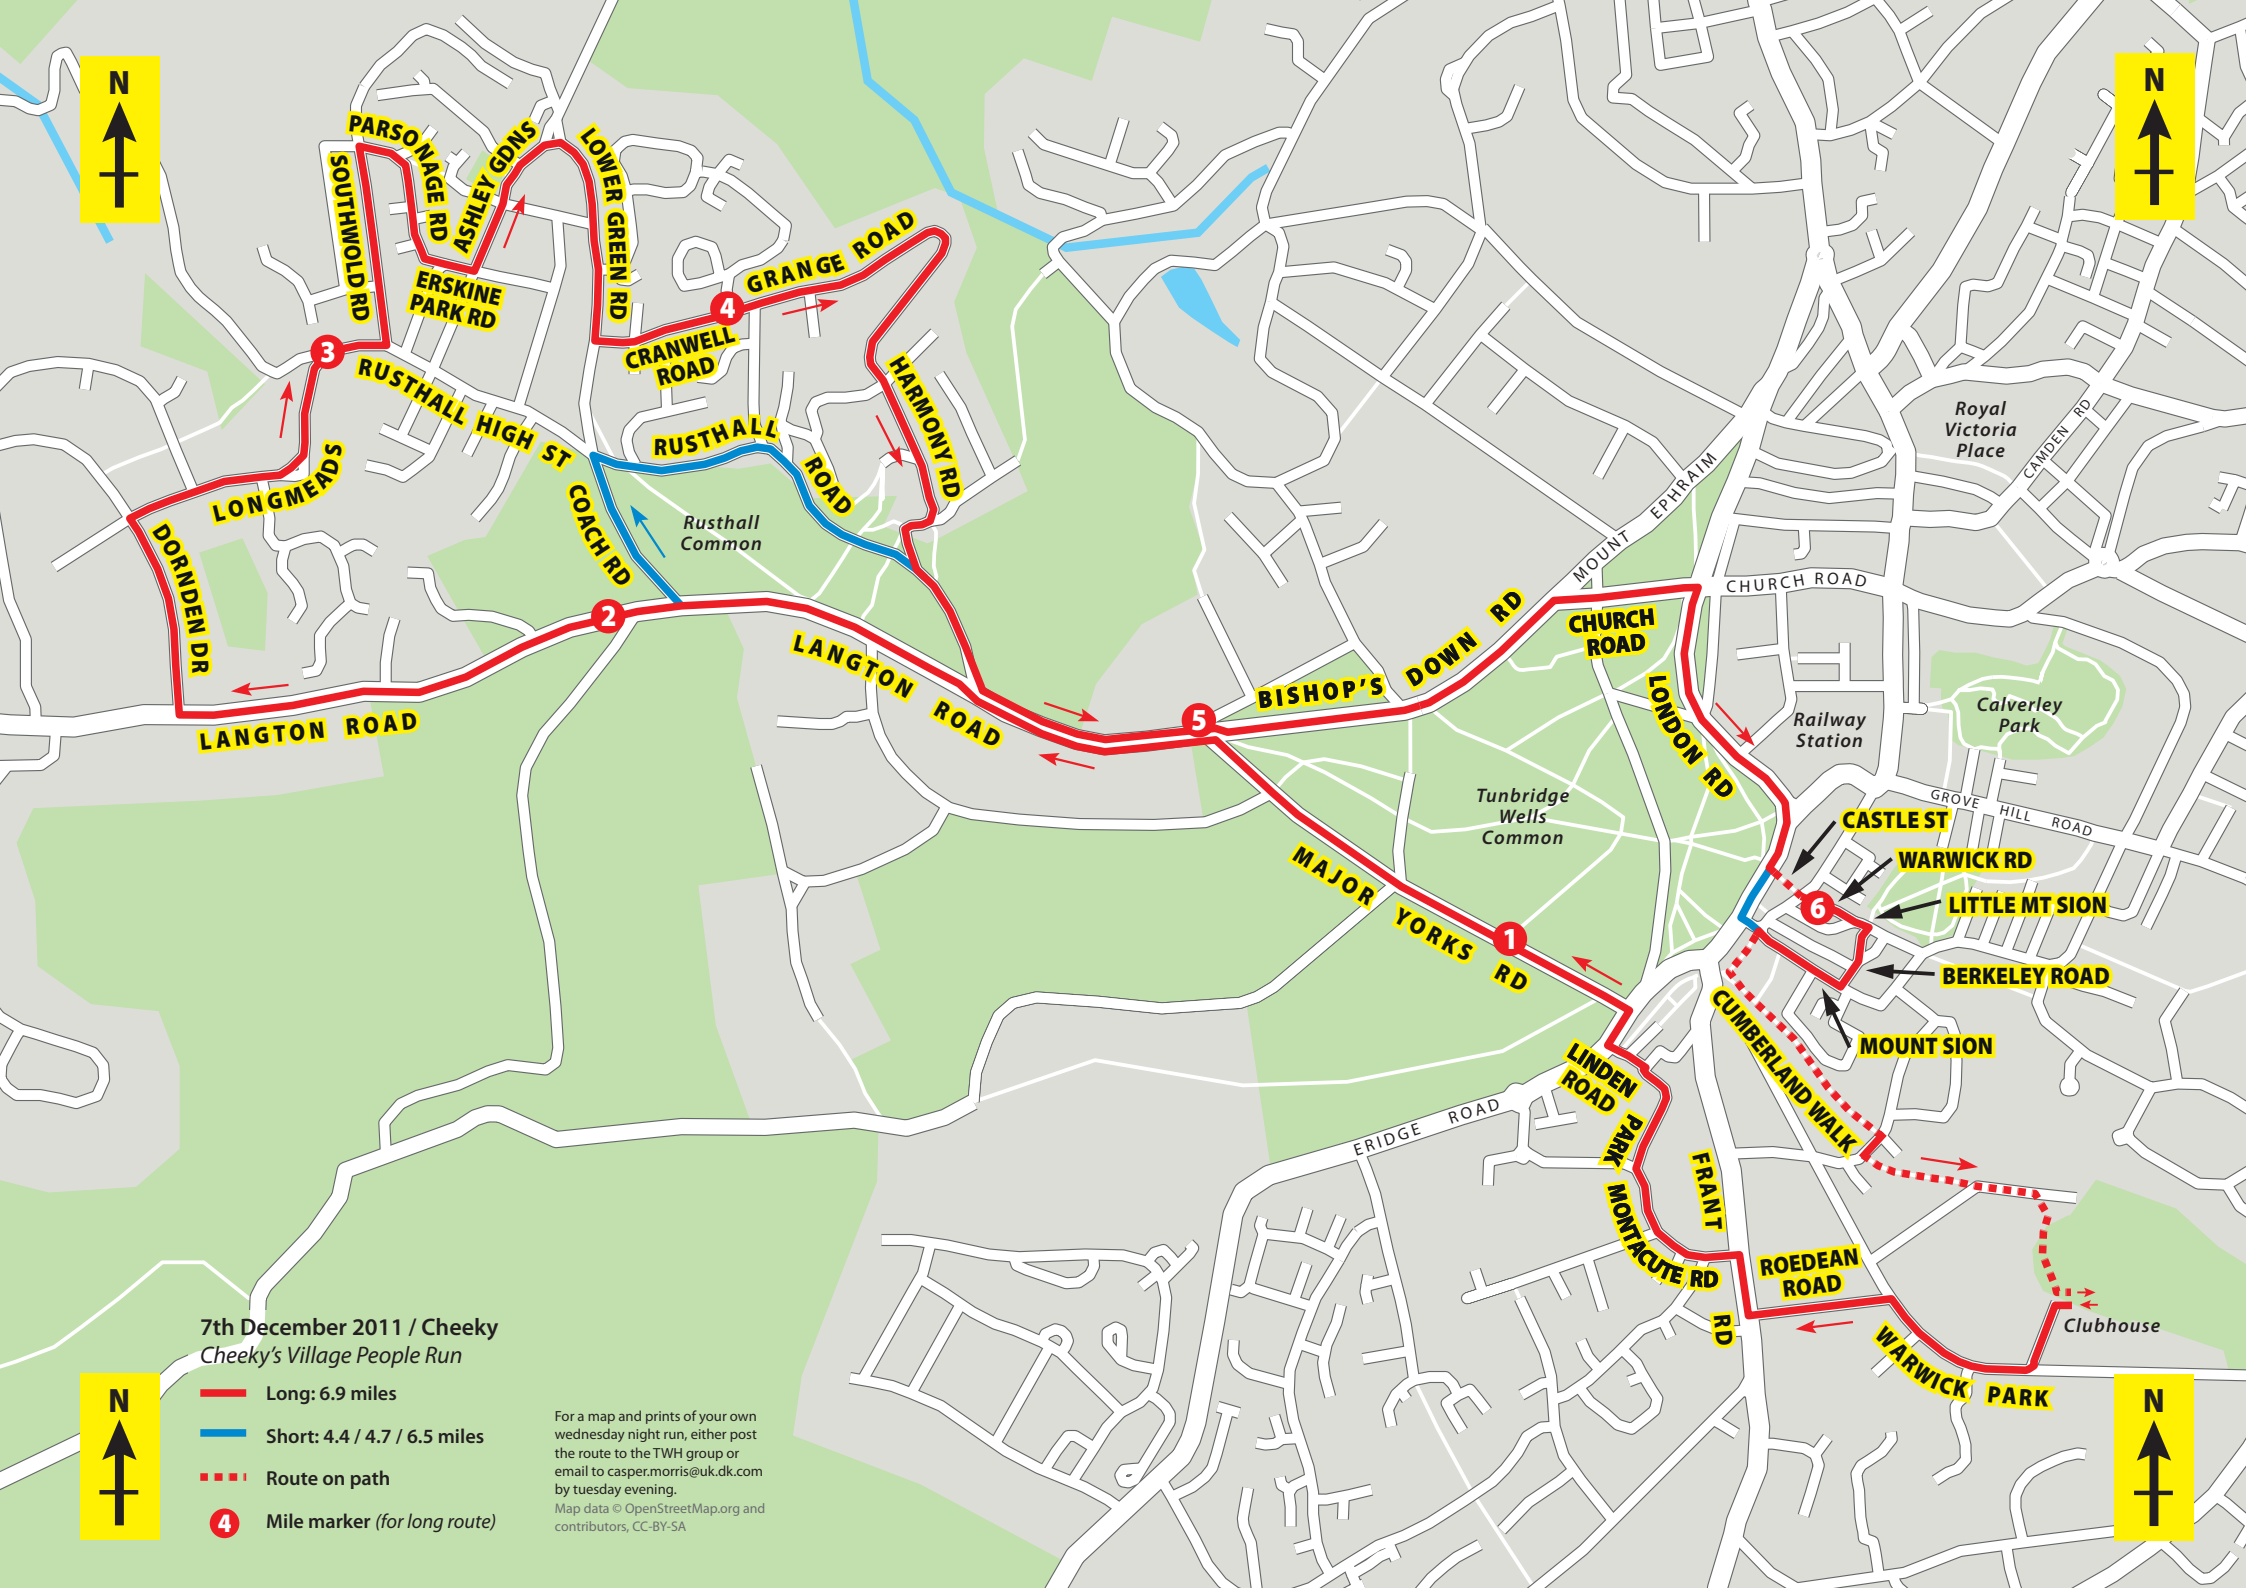 N
N
PARSONAGE RD
ASHLEY GDNS
LOWER GREEN RD
SOUTHWOLD RD
ERSKINE
PARK RD
GRANGE ROAD
4
CRANWELL
ROAD
3
RUSTHALL HIGH ST
HARMONY RD
LONGMEADS
RUSTHALL ROAD
COACH RD
Rusthall
Common
DORNDEN DR
2
LANGTON ROAD
LANGTON ROAD
5
BISHOP'S DOWN RD
MOUNT EPHRAIM
CHURCH
ROAD
CHURCH ROAD
Royal
Victoria
Place
CAMDEN RD
LONDON RD
Railway
Station
Calverley
Park
Tunbridge
Wells
Common
GROVE HILL ROAD
CASTLE ST
WARWICK RD
LITTLE MT SION
6
BERKELEY ROAD
MOUNT SION
MAJOR YORKS RD
1
CUMBERLAND WALK
LINDEN
ROAD
PARK
ERIDGE ROAD
MONTACUTE RD
FRANT RD
ROEDEAN
ROAD
WARWICK PARK
Clubhouse
N
N
7th December 2011 / Cheeky
Cheeky's Village People Run
Long: 6.9 miles
Short: 4.4 / 4.7 / 6.5 miles
Route on path
4
Mile marker (for long route)
For a map and prints of your own
wednesday night run, either post
the route to the TWH group or
email to casper.morris@uk.dk.com
by tuesday evening.
Map data © OpenStreetMap.org and
contributors, CC-BY-SA